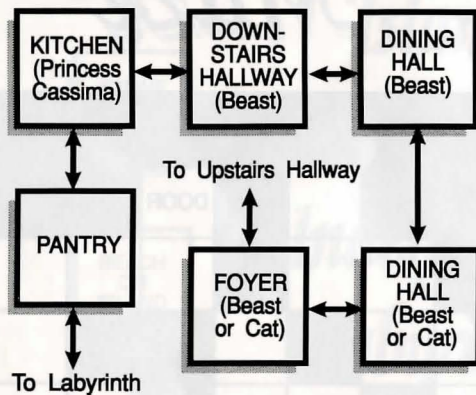 KITCHEN
(Princess
Cassima)
DOWN-
STAIRS
HALLWAY
(Beast)
DINING
HALL
(Beast)
To Upstairs Hallway
PANTRY
FOYER
(Beast
or Cat)
DINING
HALL
(Beast
or Cat)
To Labyrinth